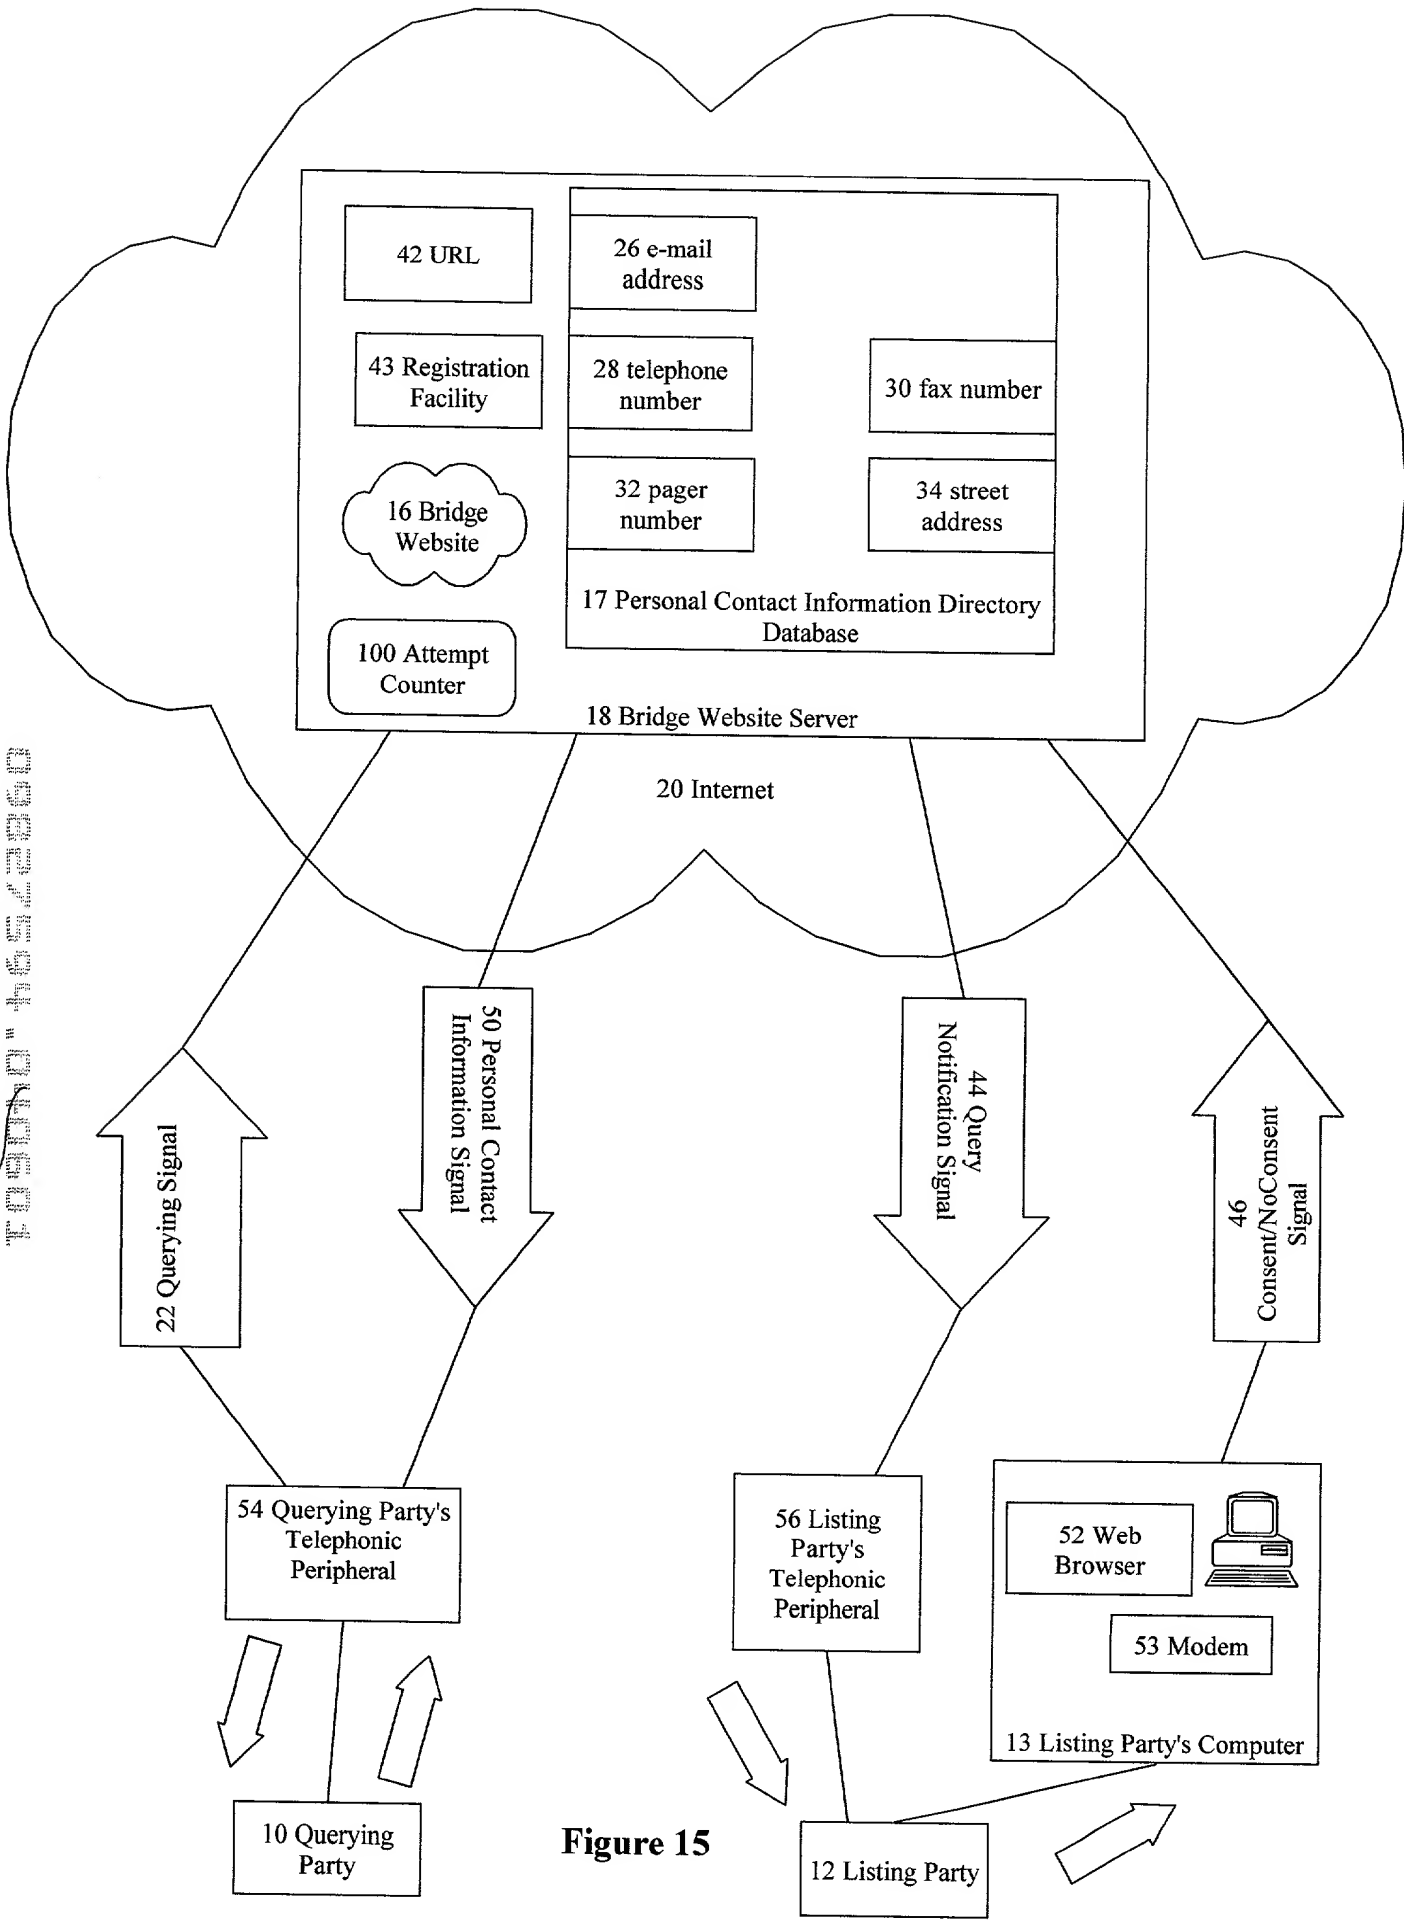 42 URL
26 e-mail
address
43 Registration
Facility
28 telephone
number
30 fax number
16 Bridge
Website
32 pager
number
34 street
address
17 Personal Contact Information Directory
Database
100 Attempt
Counter
18 Bridge Website Server
20 Internet
22 Querying Signal
50 Personal Contact
Information Signal
44 Query
Notification Signal
46
Consent/NoConsent
Signal
54 Querying Party's
Telephonic
Peripheral
56 Listing
Party's
Telephonic
Peripheral
52 Web
Browser
53 Modem
13 Listing Party's Computer
10 Querying
Party
12 Listing Party
Figure 15